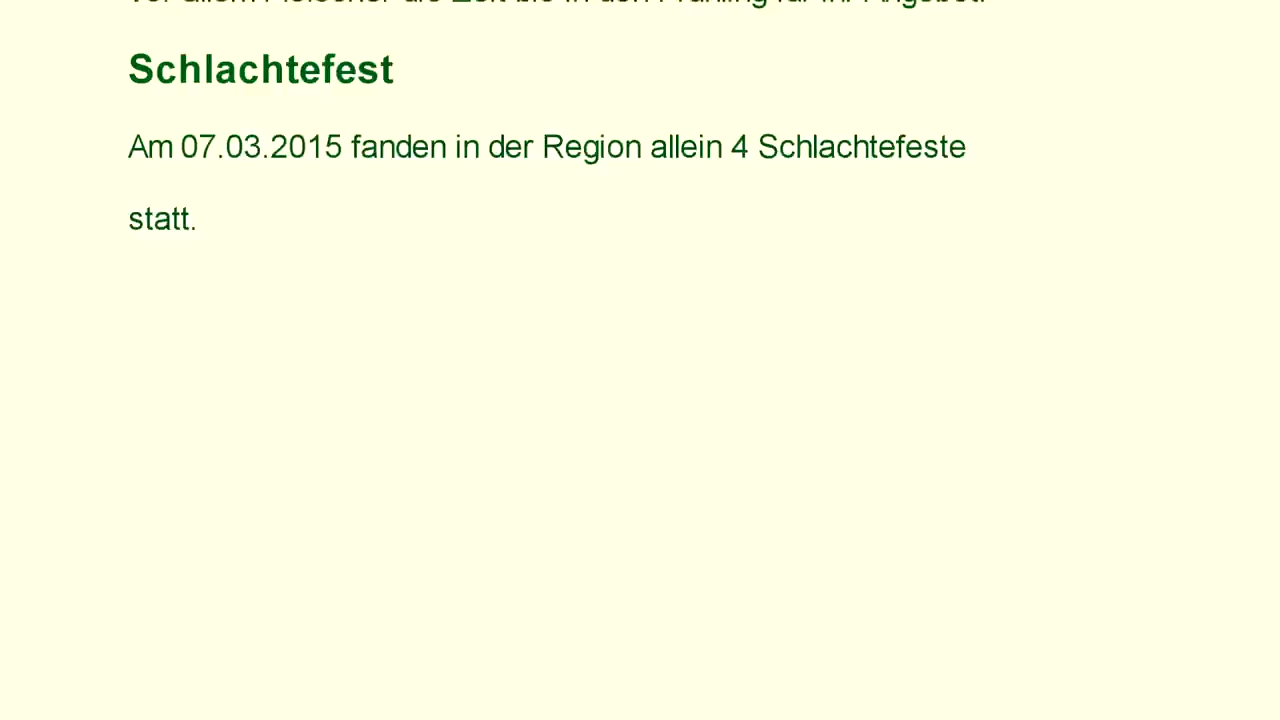 Schlachtefest
Am 07.03.2015 fanden in der Region allein 4 Schlachtefeste
statt.